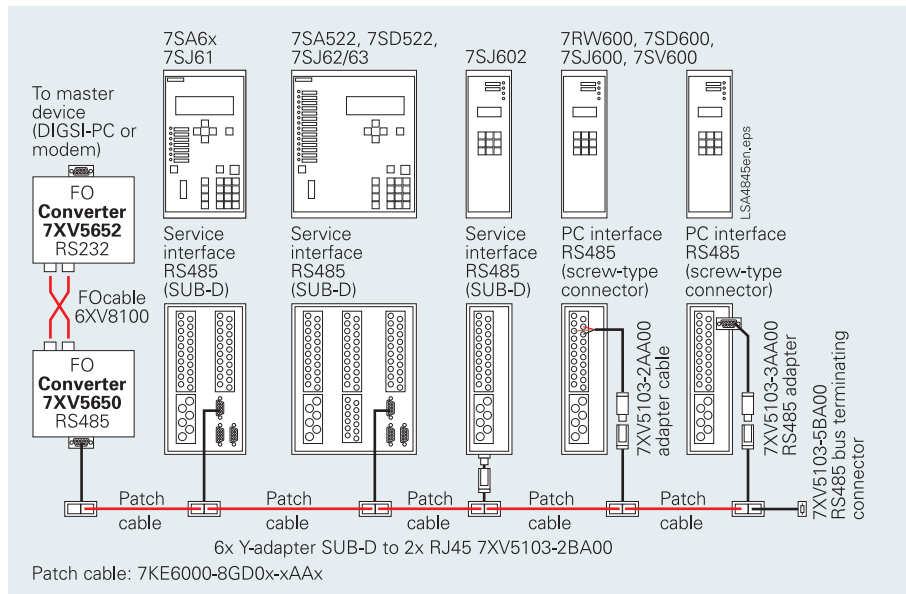 7SA6x
7SJ61
7SA522, 7SD522,
7SJ62/63
7SJ602
7RW600, 7SD600,
7SJ600, 7SV600
To master
device
(DIGSI-PC or
modem)
FO
Converter
7XV5652
RS232
FOcable
6XV8100
FO
Converter
7XV5650
RS485
Service
interface
RS485
(SUB-D)
Service
interface
RS485
(SUB-D)
Service
interface
RS485
(SUB-D)
PC interface
RS485
(screw-type
connector)
PC interface
RS485
(screw-type
connector)
LSA4845en.eps
7XV5103-2AA00
adapter cable
7XV5103-3AA00
RS485 adapter
7XV5103-5BA00
RS485 bus terminating
connector
Patch
cable
Patch
cable
Patch
cable
Patch
cable
Patch
cable
6x Y-adapter SUB-D to 2x RJ45 7XV5103-2BA00
Patch cable: 7KE6000-8GD0x-xAAx